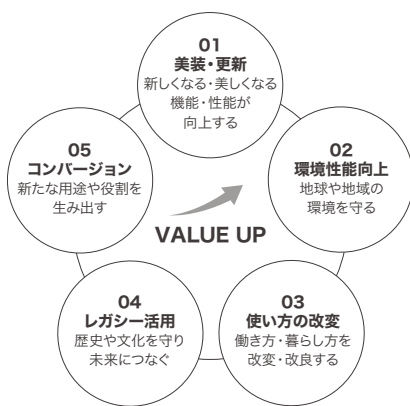 01
美装・更新
新しくなる・美しくなる
機能・性能が
向上する
02
環境性能向上
地球や地域の
環境を守る
03
使い方の改変
働き方・暮らし方を
改変・改良する
04
レガシー活用
歴史や文化を守り
未来につなぐ
05
コンバージョン
新たな用途や役割を
生み出す
VALUE UP